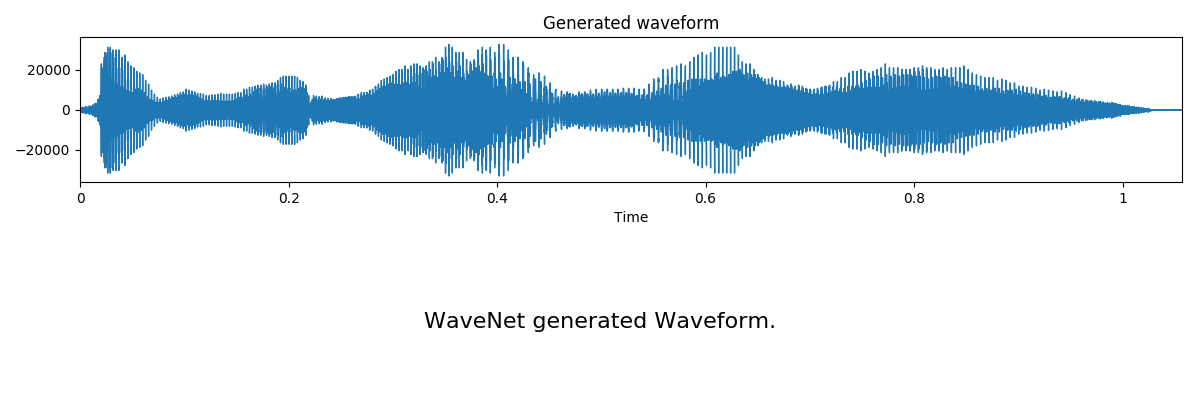 Generated waveform
20000
0
−20000
0 0.2 0.4 0.6 0.8 1
Time
WaveNet generated Waveform.